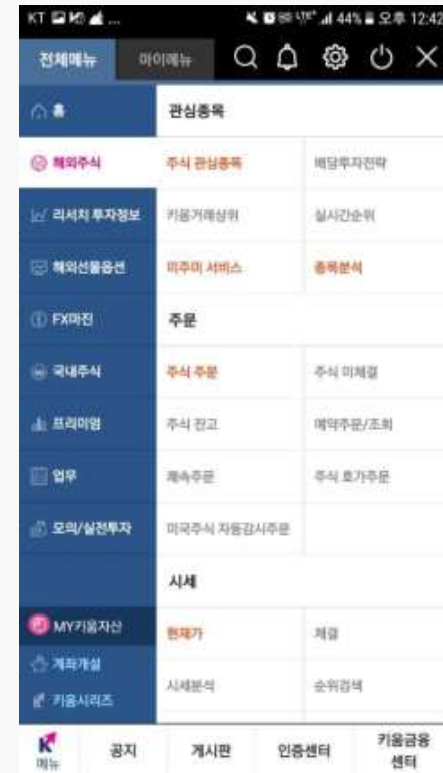 KT ... LTE 44% 오후 12:42
전체메뉴 마이메뉴
홈 관심종목
해외주식 주식 관심종목 배당투자전략
리서치 투자정보 키움거래상위 실시간순위
해외선물옵션 미주미 서비스 종목분석
FX마진 주문
국내주식 주식 주문 주식 미체결
프리미엄 주식 잔고 예약주문/조회
업무 쾌속주문 주식 호가주문
모의/실전투자 미국주식 자동감시주문
시세
MY키움자산 현재가 체결
계좌개설
키움시리즈 시세분석 순위검색
메뉴 공지 게시판 인증센터 키움금융
센터